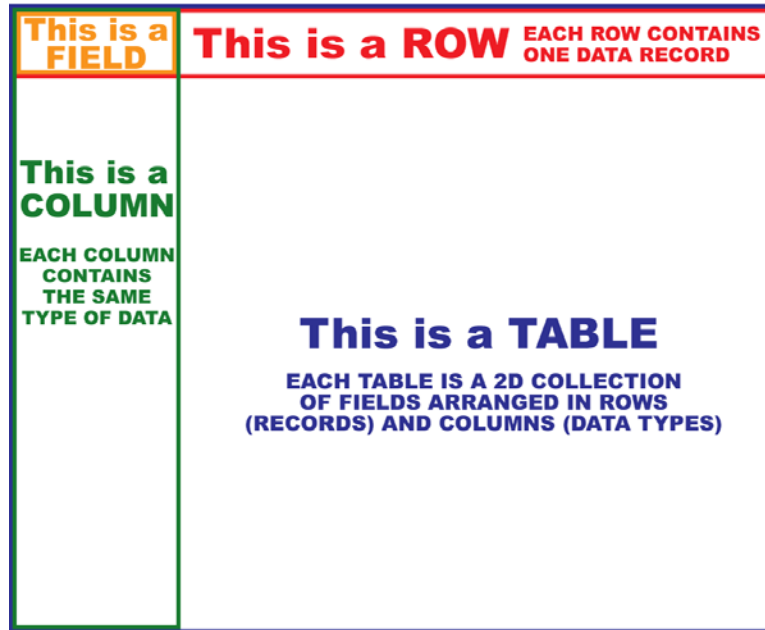 This is a
FIELD
This is a ROW
EACH ROW CONTAINS
ONE DATA RECORD
This is a
COLUMN
EACH COLUMN
CONTAINS
THE SAME
TYPE OF DATA
This is a TABLE
EACH TABLE IS A 2D COLLECTION
OF FIELDS ARRANGED IN ROWS
(RECORDS) AND COLUMNS (DATA TYPES)